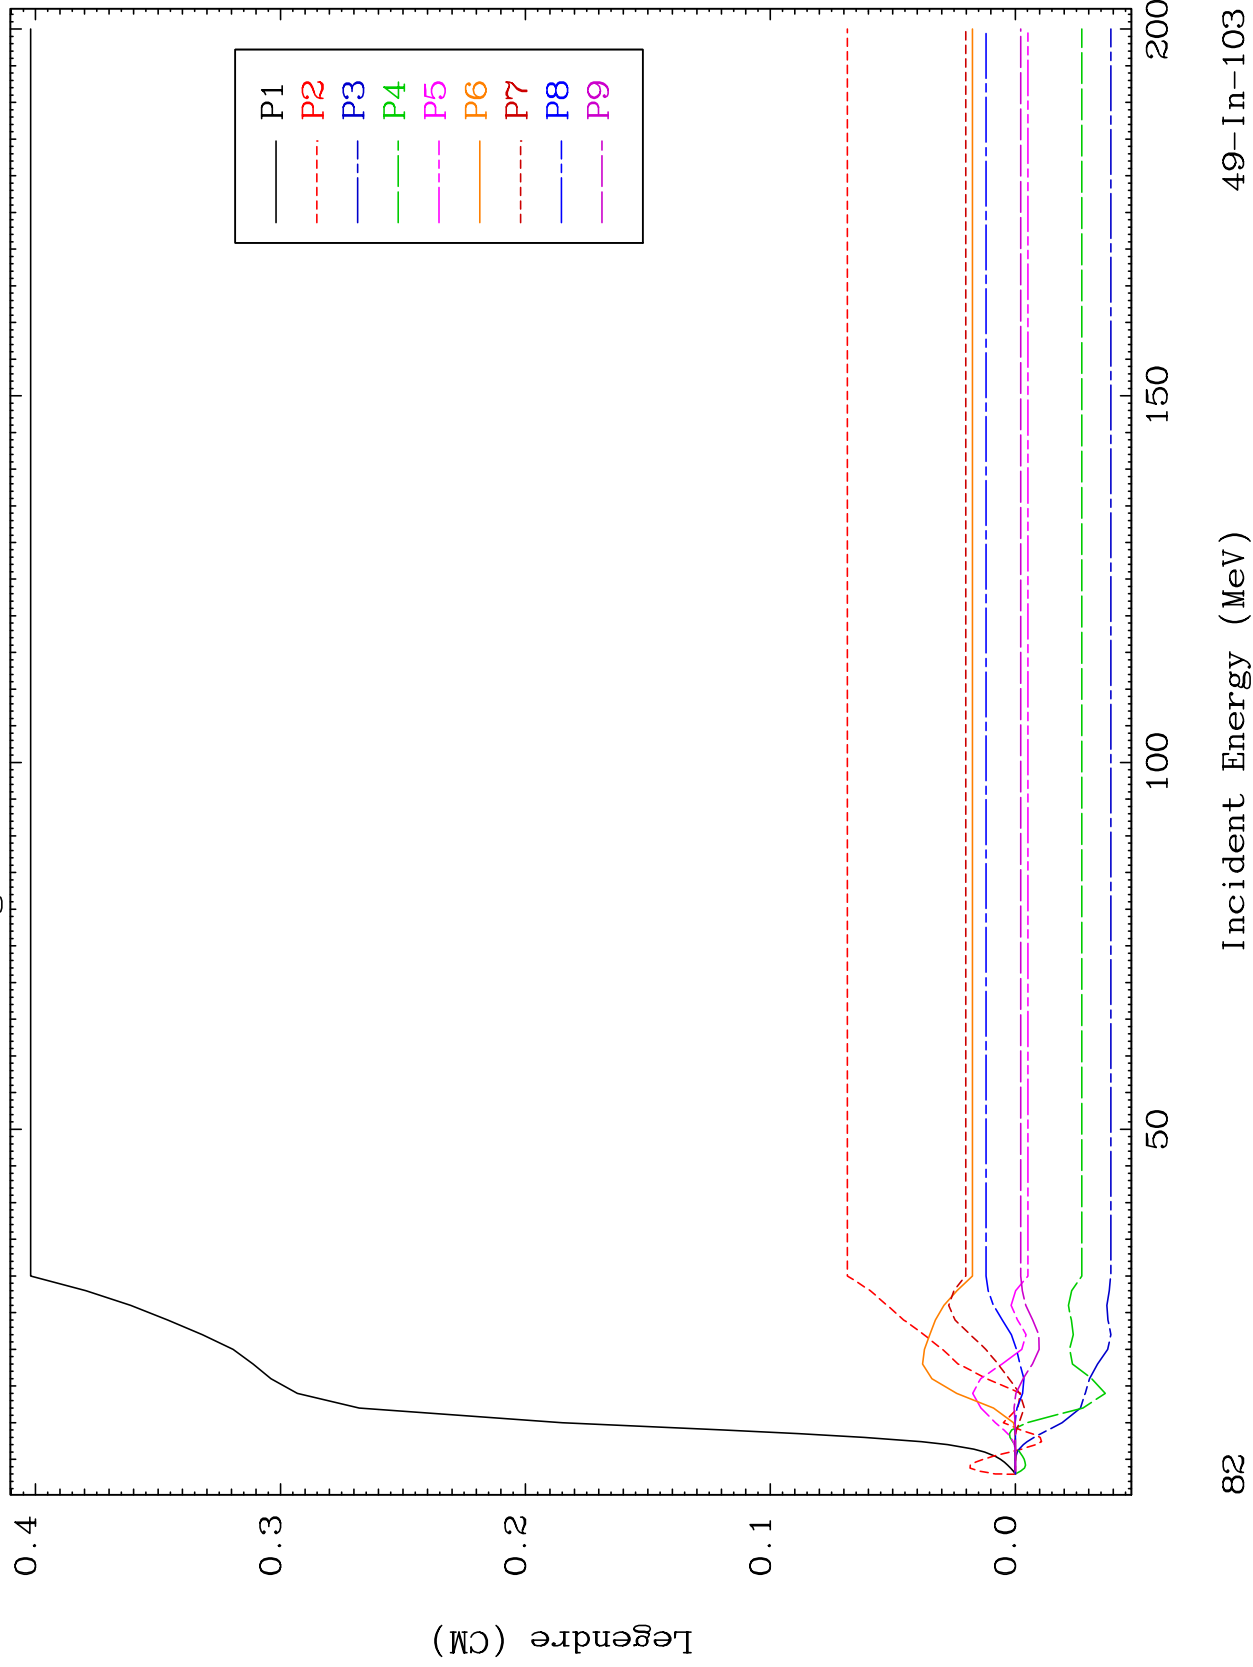 P1
P2
P3
P4
P5
P6
P7
P8
P9
0.4
0.3
0.2
0.1
0.0
Legendre (CM)
50
100
150
200
Incident Energy (MeV)
82
49-In-103